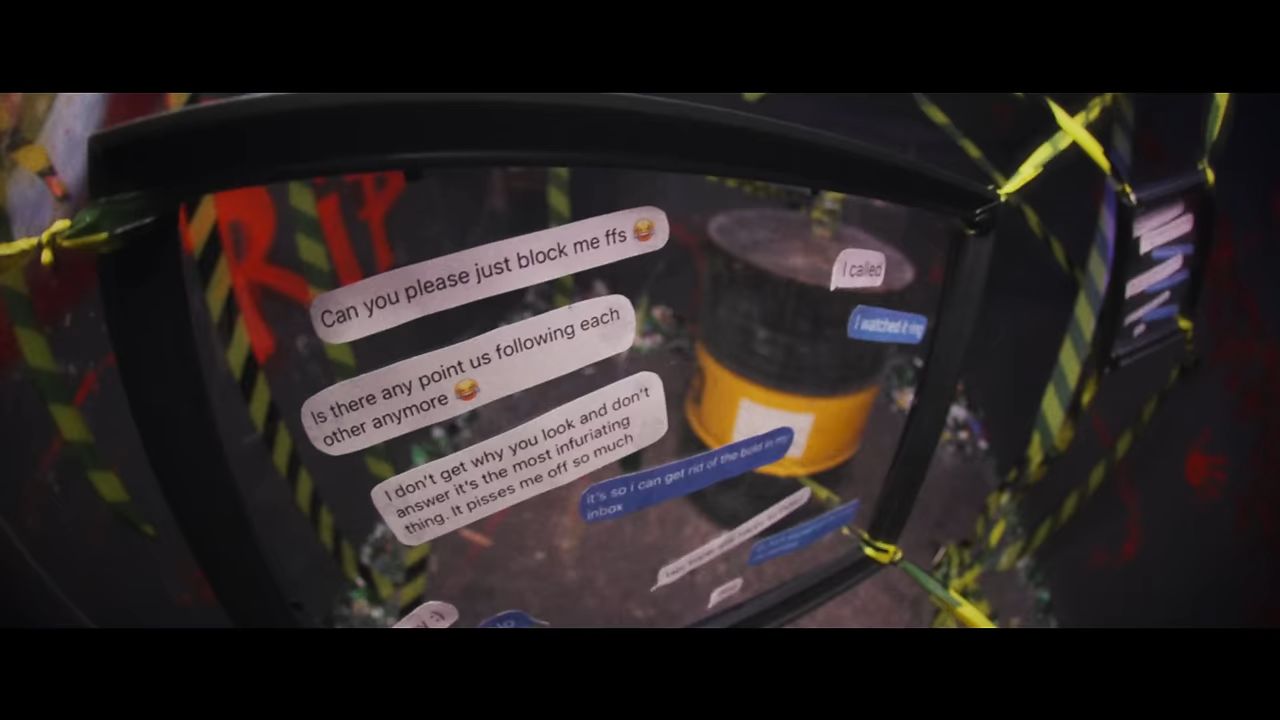 RIP
Can you please just block me ffs 😂
I called
I watched it ring
Is there any point us following each
other anymore 😂
I don't get why you look and don't
answer it's the most infuriating
thing. It pisses me off so much
it's so i can get rid of the bold in my
inbox